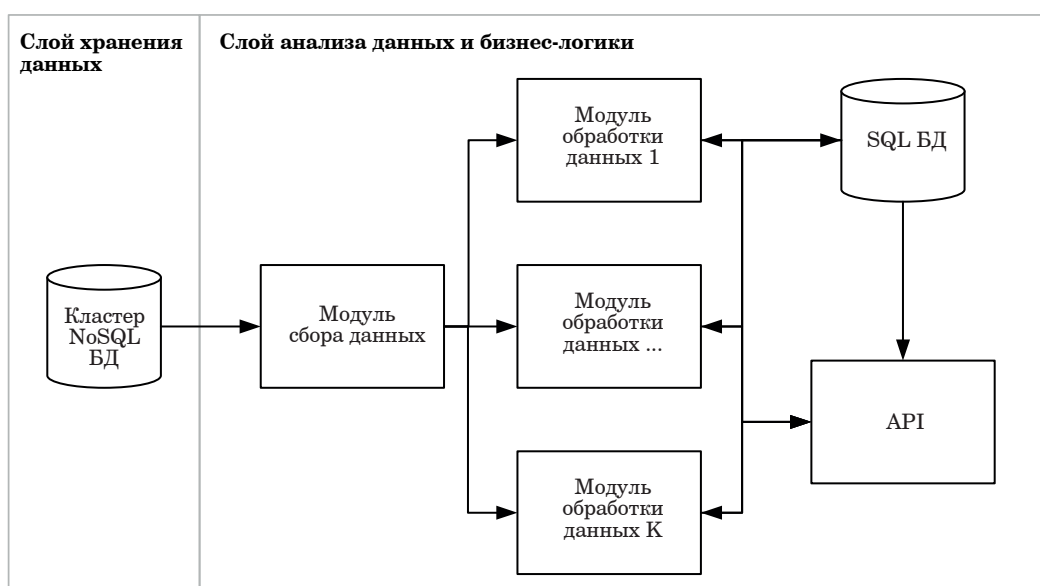 Слой хранения
данных
Слой анализа данных и бизнес-логики
Модуль
обработки
данных 1
SQL БД
Кластер
NoSQL
БД
Модуль
сбора данных
Модуль
обработки
данных ...
API
Модуль
обработки
данных K